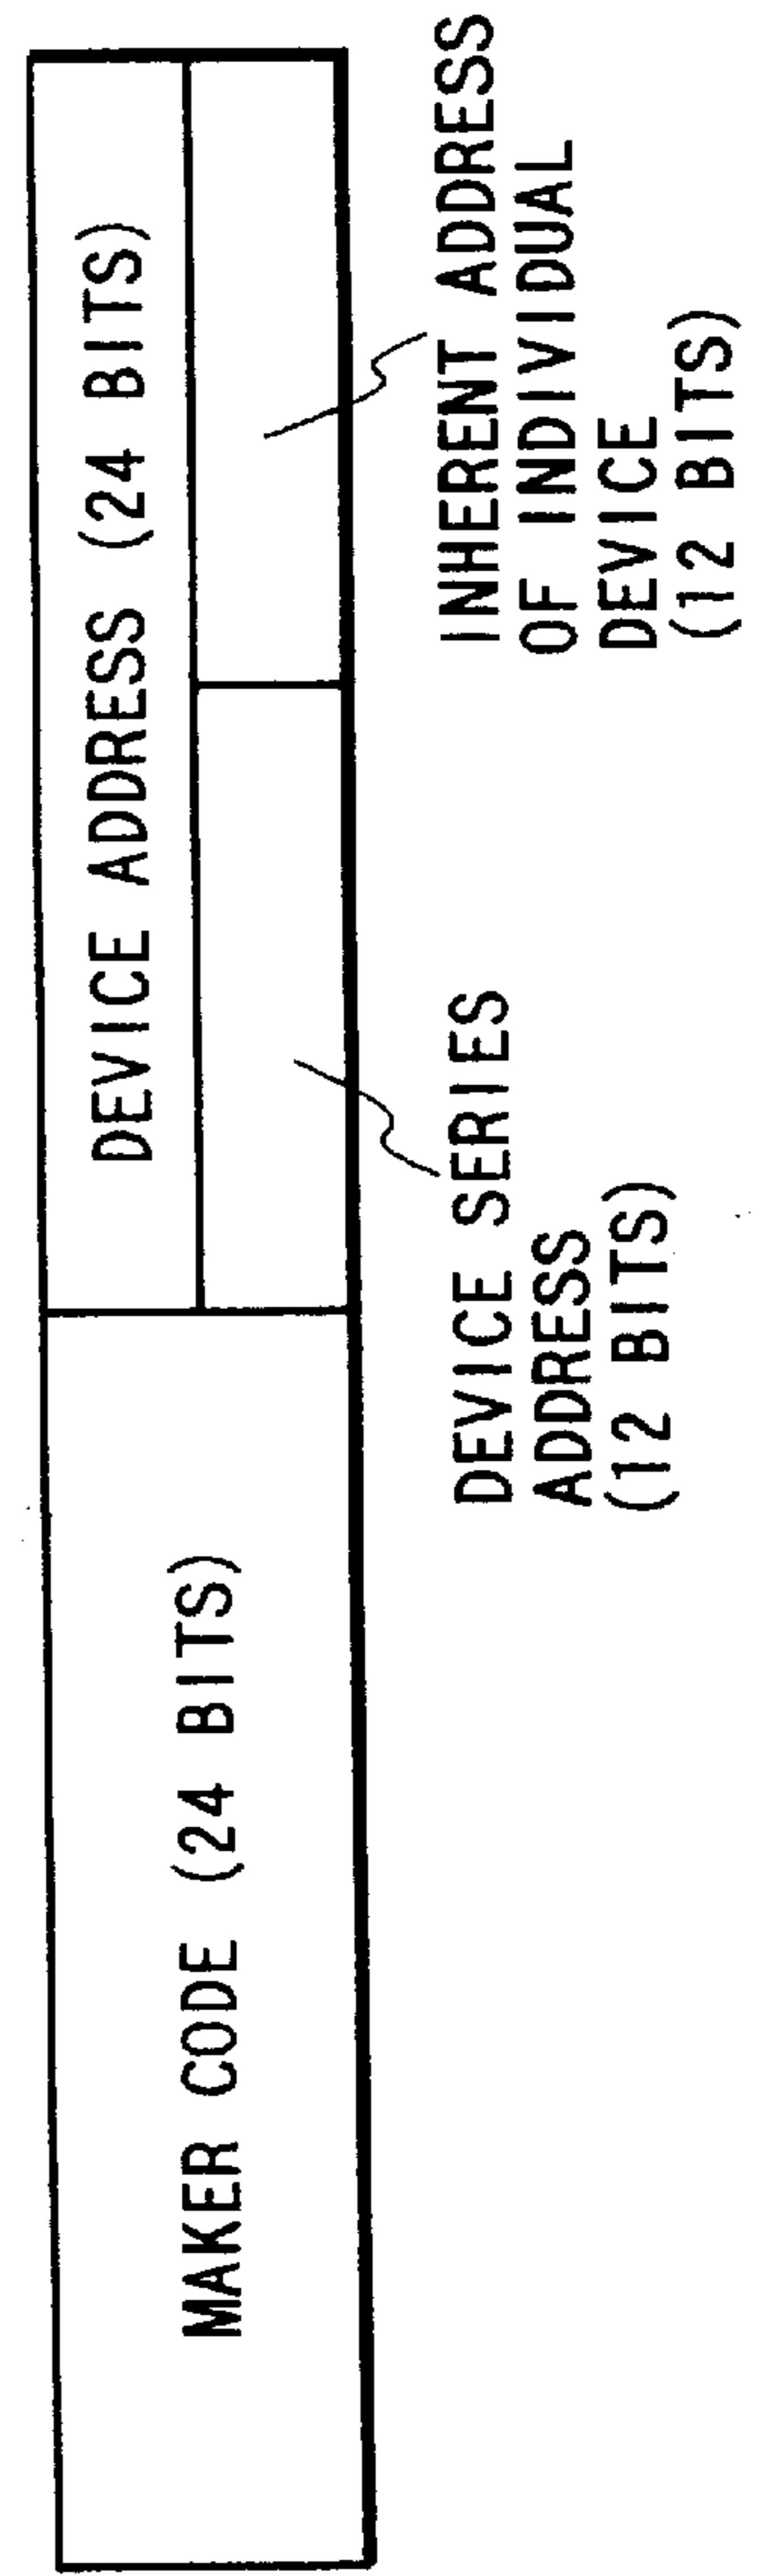 MAKER CODE (24 BITS)
DEVICE ADDRESS (24 BITS)
DEVICE SERIES
ADDRESS
(12 BITS)
INHERENT ADDRESS
OF INDIVIDUAL
DEVICE
(12 BITS)